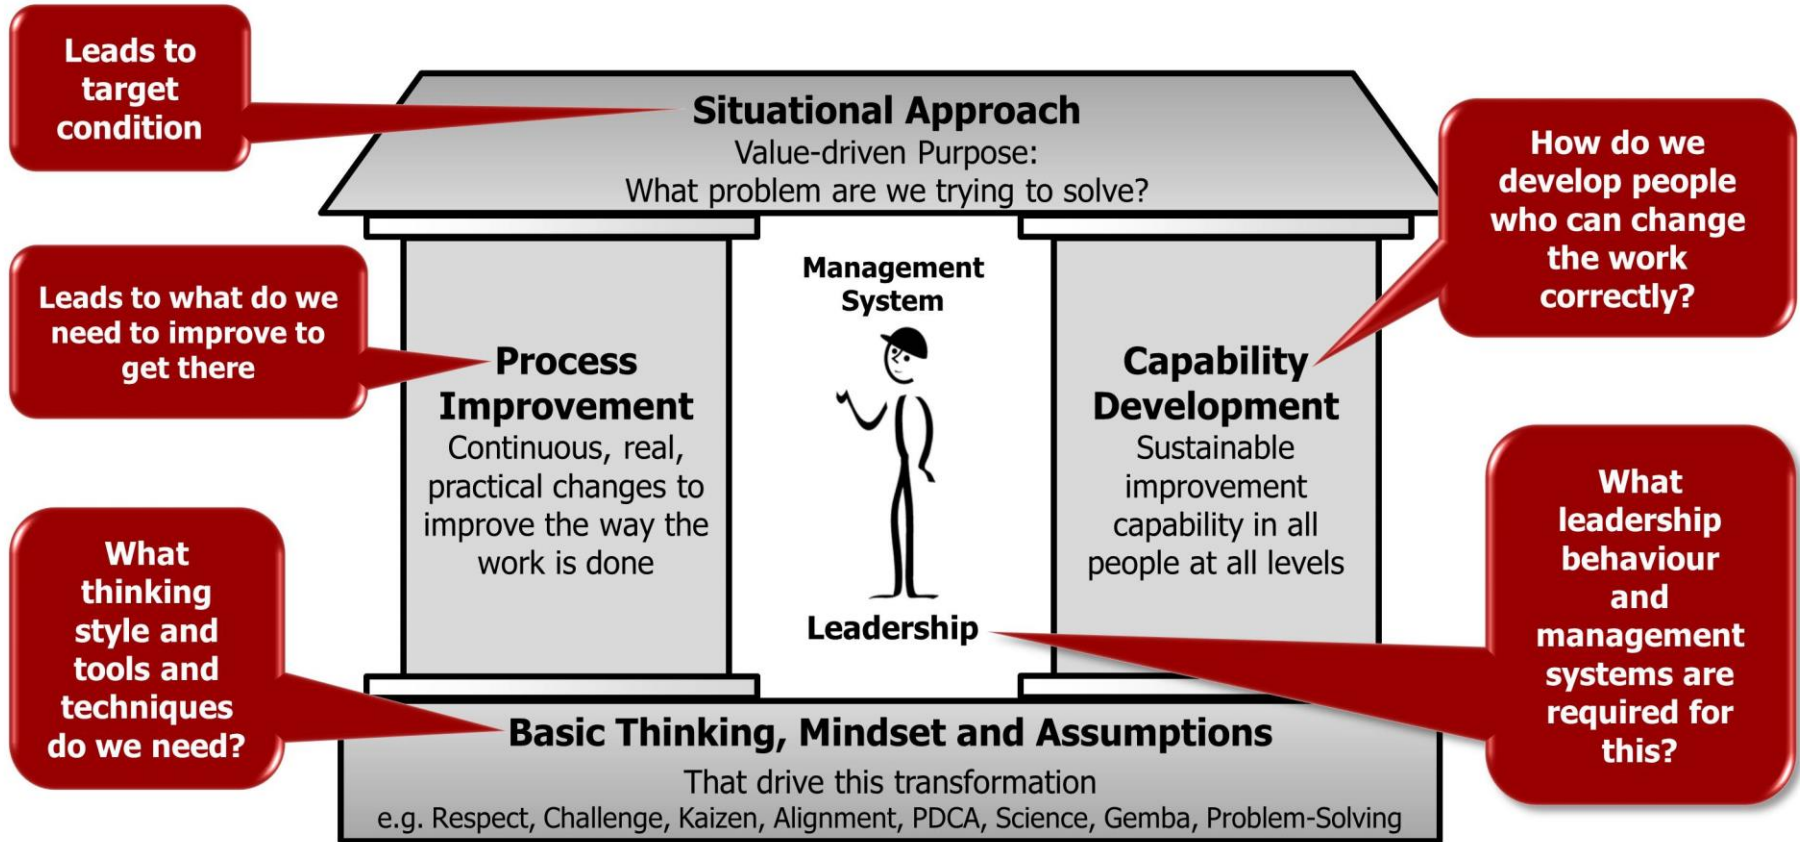 Leads to
target
condition
Situational Approach
Value-driven Purpose:
What problem are we trying to solve?
How do we
develop people
who can change
the work
correctly?
Leads to what do we
need to improve to
get there
Process
Improvement
Continuous, real,
practical changes to
improve the way the
work is done
Management
System
Leadership
Capability
Development
Sustainable
improvement
capability in all
people at all levels
What
thinking
style and
tools and
techniques
do we need?
What
leadership
behaviour
and
management
systems are
required for
this?
Basic Thinking, Mindset and Assumptions
That drive this transformation
e.g. Respect, Challenge, Kaizen, Alignment, PDCA, Science, Gemba, Problem-Solving